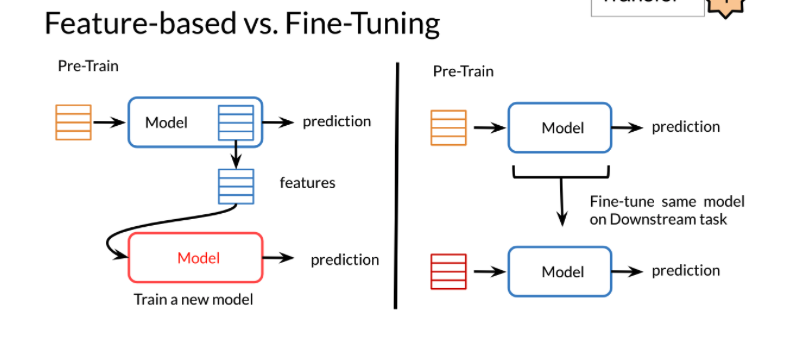 Feature-based vs. Fine-Tuning
Pre-Train
Model
prediction
features
Model
prediction
Train a new model
Pre-Train
Model
prediction
Fine-tune same model
on Downstream task
Model
prediction